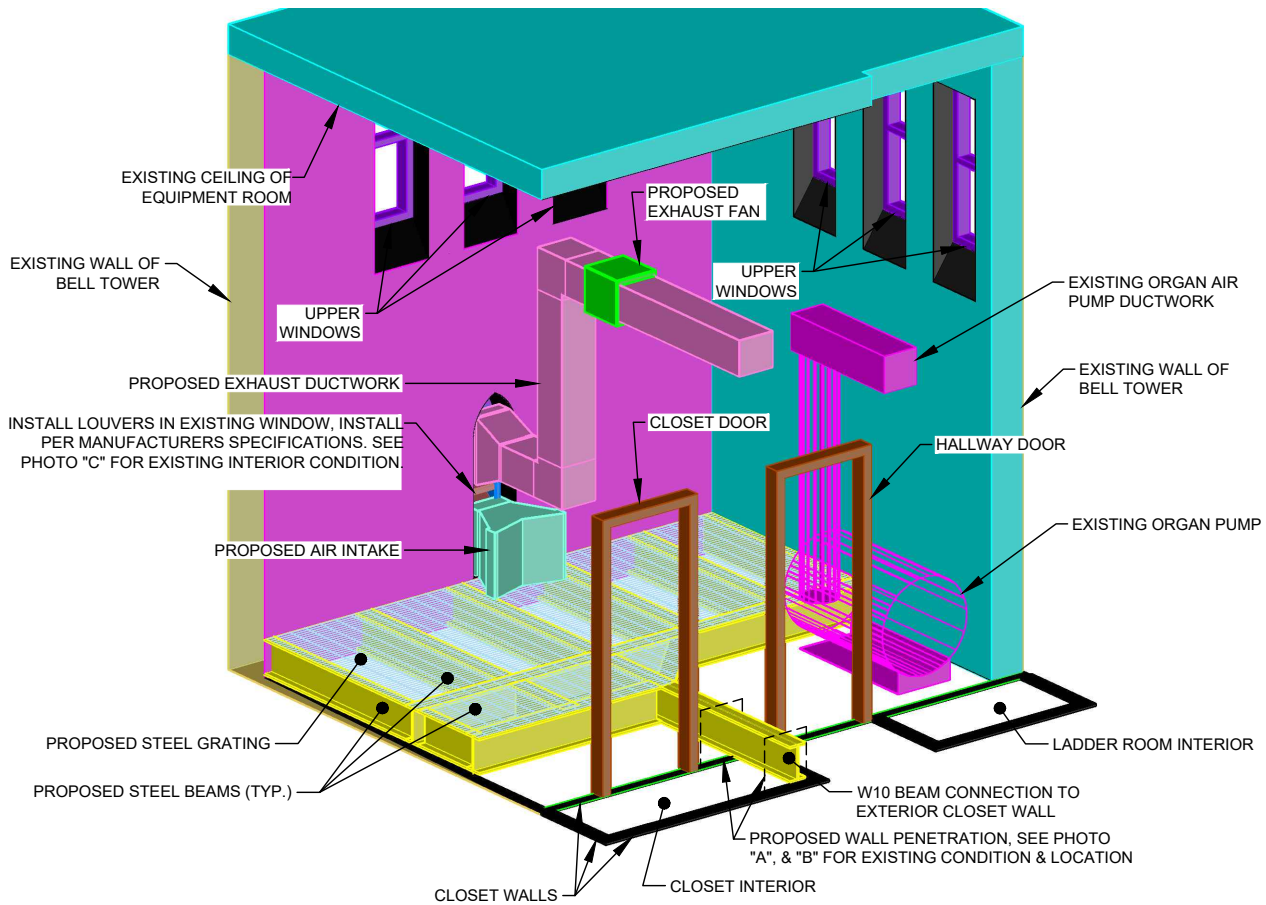 EXISTING CEILING OF
EQUIPMENT ROOM
PROPOSED
EXHAUST FAN
EXISTING WALL OF
BELL TOWER
UPPER
WINDOWS
UPPER
WINDOWS
EXISTING ORGAN AIR
PUMP DUCTWORK
PROPOSED EXHAUST DUCTWORK
EXISTING WALL OF
BELL TOWER
INSTALL LOUVERS IN EXISTING WINDOW, INSTALL
PER MANUFACTURERS SPECIFICATIONS. SEE
PHOTO "C" FOR EXISTING INTERIOR CONDITION.
CLOSET DOOR
HALLWAY DOOR
PROPOSED AIR INTAKE
EXISTING ORGAN PUMP
PROPOSED STEEL GRATING
LADDER ROOM INTERIOR
PROPOSED STEEL BEAMS (TYP.)
W10 BEAM CONNECTION TO
EXTERIOR CLOSET WALL
PROPOSED WALL PENETRATION, SEE PHOTO
"A", & "B" FOR EXISTING CONDITION & LOCATION
CLOSET WALLS
CLOSET INTERIOR